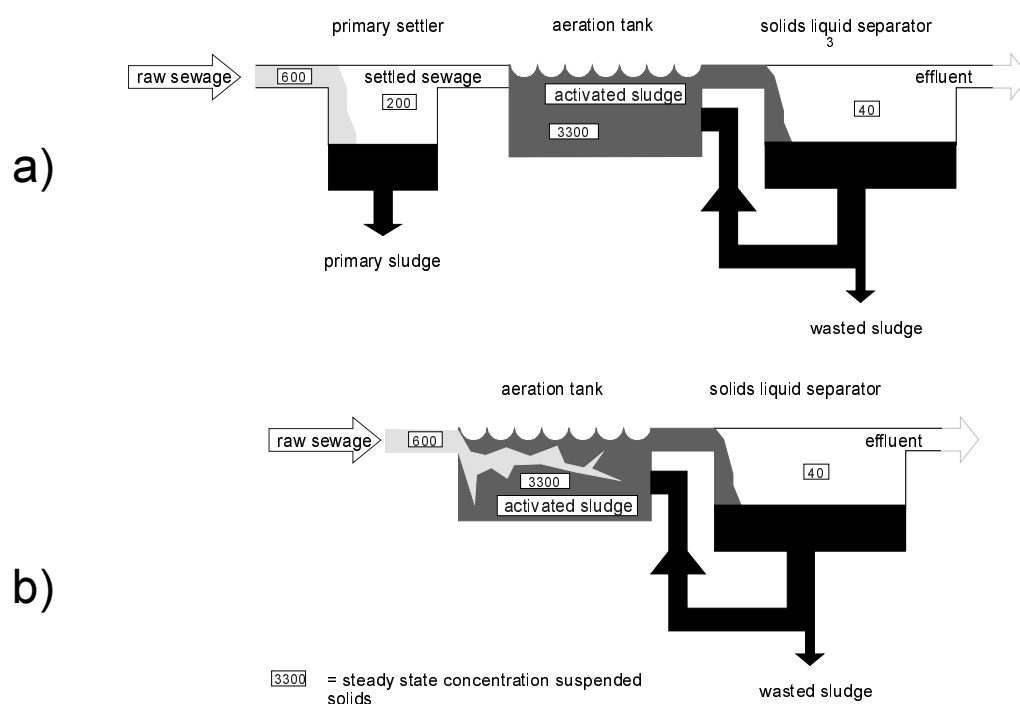 primary settler
aeration tank
solids liquid separator
3
raw sewage
600
settled sewage
effluent
200
activated sludge
40
3300
a)
primary sludge
wasted sludge
aeration tank
solids liquid separator
raw sewage
600
effluent
3300
40
activated sludge
b)
3300 = steady state concentration suspended
solids
wasted sludge